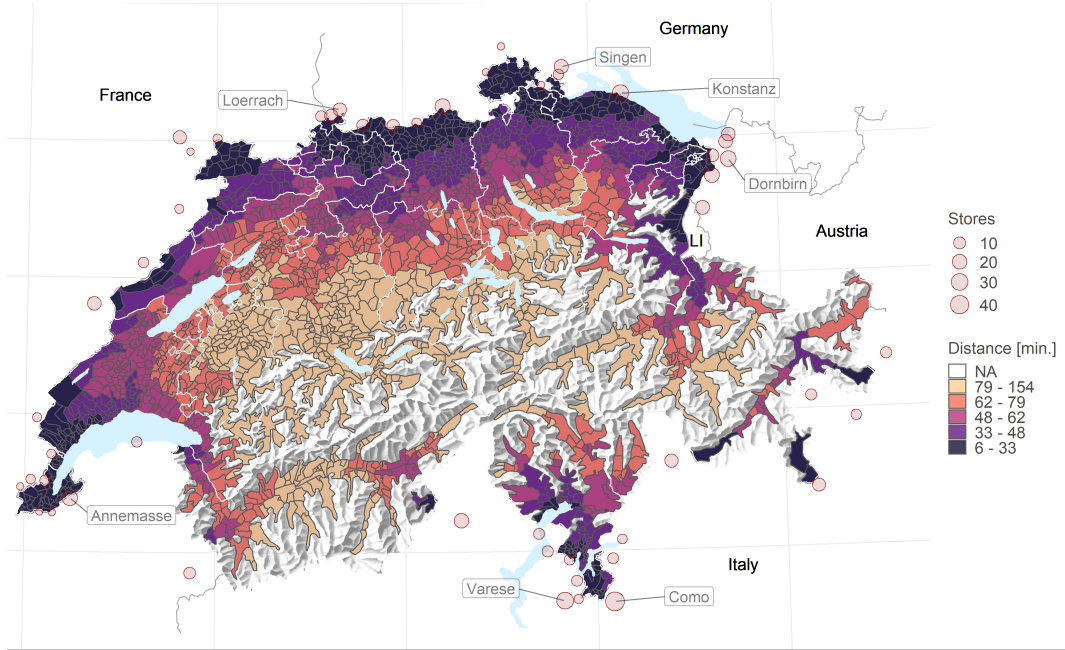 Germany
Singen
Konstanz
France
Loerrach
Dornbirn
LI
Austria
Stores
10
20
30
40
Distance [min.]
NA
79 - 154
62 - 79
48 - 62
33 - 48
6 - 33
Annemasse
Italy
Varese
Como